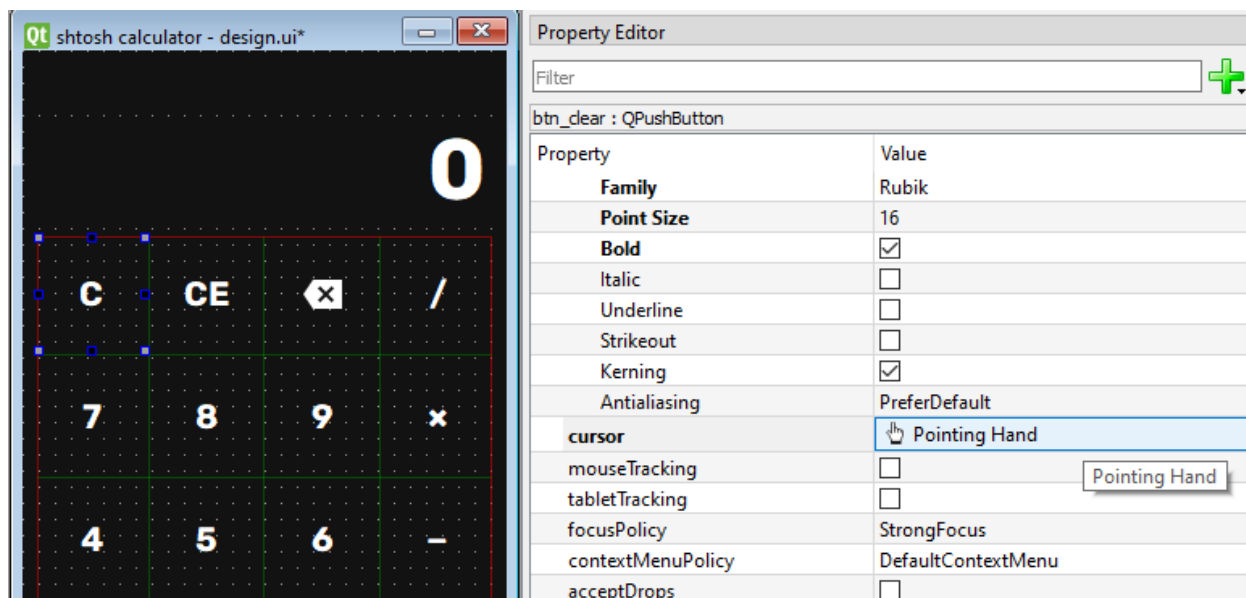 Qt shtosh calculator - design.ui*
0
C CE /
7 8 9 ×
4 5 6 −
Property Editor
Filter
btn_clear : QPushButton
Property Value
Family Rubik
Point Size 16
Bold
Italic
Underline
Strikeout
Kerning
Antialiasing PreferDefault
cursor Pointing Hand
mouseTracking
Pointing Hand
tabletTracking
focusPolicy StrongFocus
contextMenuPolicy DefaultContextMenu
acceptDrops